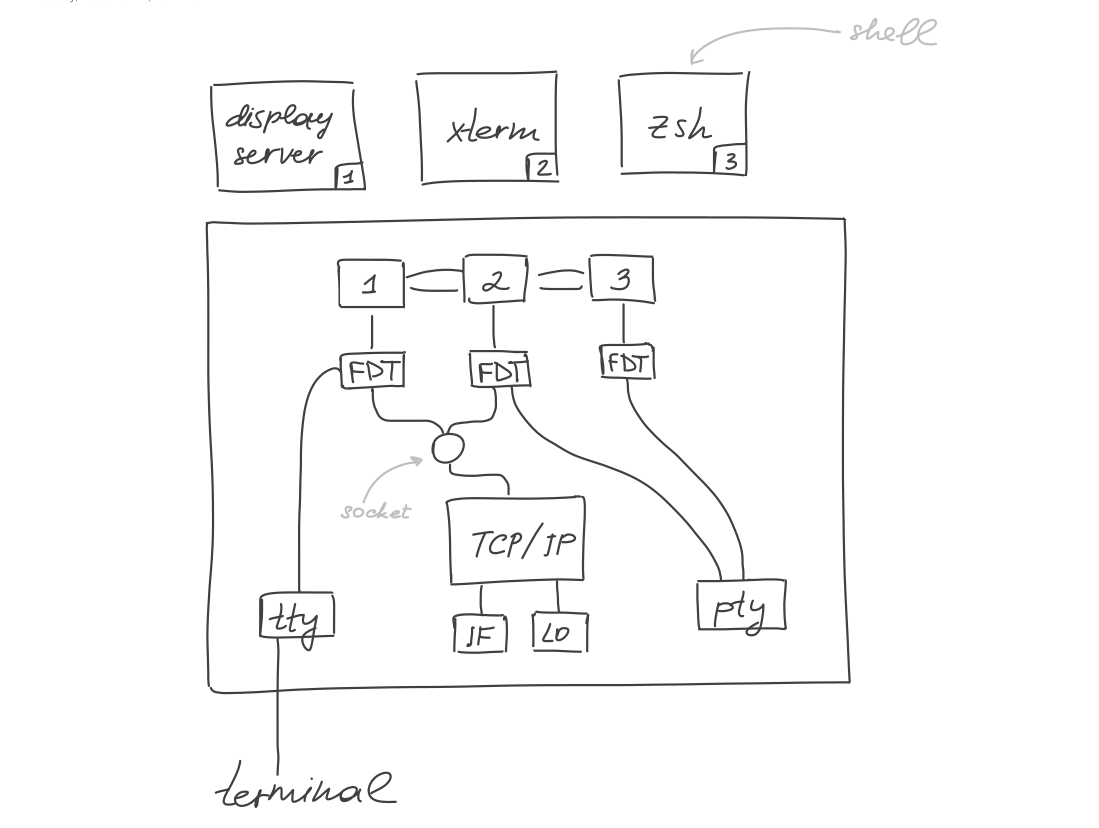 shell
display
server
1
xterm
2
zsh
3
1
2
3
FDT
FDT
FDT
socket
TCP/IP
tty
IF
LO
pty
terminal